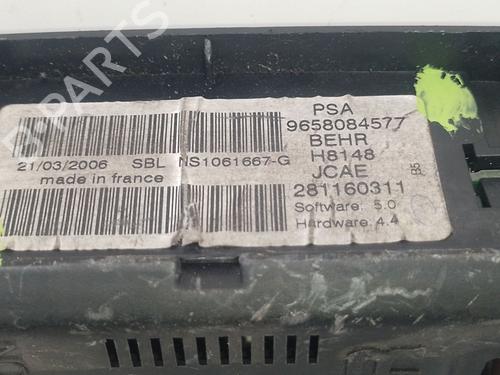 B-PARTS
PSA
9658084577
BEHR
H8148
JCAE
281160311
Software: 5.0
Hardware: 4.4
B5
21/03/2006 SBL NS1061667-G
made in france